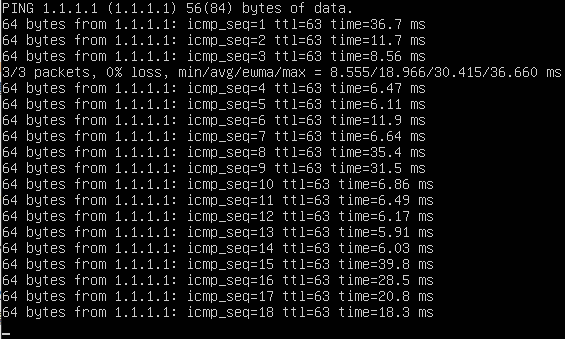 PING 1.1.1.1 (1.1.1.1) 56(84) bytes of data.
64 bytes from 1.1.1.1: icmp_seq=1 ttl=63 time=36.7 ms
64 bytes from 1.1.1.1: icmp_seq=2 ttl=63 time=11.7 ms
64 bytes from 1.1.1.1: icmp_seq=3 ttl=63 time=8.56 ms
3/3 packets, 0% loss, min/avg/ewma/max = 8.555/18.966/30.415/36.660 ms
64 bytes from 1.1.1.1: icmp_seq=4 ttl=63 time=6.47 ms
64 bytes from 1.1.1.1: icmp_seq=5 ttl=63 time=6.11 ms
64 bytes from 1.1.1.1: icmp_seq=6 ttl=63 time=11.9 ms
64 bytes from 1.1.1.1: icmp_seq=7 ttl=63 time=6.64 ms
64 bytes from 1.1.1.1: icmp_seq=8 ttl=63 time=35.4 ms
64 bytes from 1.1.1.1: icmp_seq=9 ttl=63 time=31.5 ms
64 bytes from 1.1.1.1: icmp_seq=10 ttl=63 time=6.86 ms
64 bytes from 1.1.1.1: icmp_seq=11 ttl=63 time=6.49 ms
64 bytes from 1.1.1.1: icmp_seq=12 ttl=63 time=6.17 ms
64 bytes from 1.1.1.1: icmp_seq=13 ttl=63 time=5.91 ms
64 bytes from 1.1.1.1: icmp_seq=14 ttl=63 time=6.03 ms
64 bytes from 1.1.1.1: icmp_seq=15 ttl=63 time=39.8 ms
64 bytes from 1.1.1.1: icmp_seq=16 ttl=63 time=28.5 ms
64 bytes from 1.1.1.1: icmp_seq=17 ttl=63 time=20.8 ms
64 bytes from 1.1.1.1: icmp_seq=18 ttl=63 time=18.3 ms